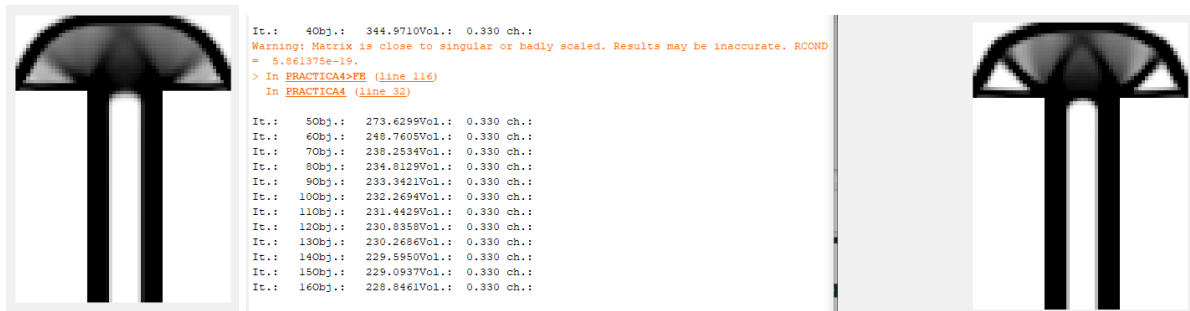 It.: 4Obj.: 344.9710Vol.: 0.330 ch.:
Warning: Matrix is close to singular or badly scaled. Results may be inaccurate. RCOND
= 5.861375e-19.
> In PRACTICA4>FE (line 116)
In PRACTICA4 (line 32)
It.: 5Obj.: 273.6299Vol.: 0.330 ch.:
It.: 6Obj.: 248.7605Vol.: 0.330 ch.:
It.: 7Obj.: 238.2534Vol.: 0.330 ch.:
It.: 8Obj.: 234.8129Vol.: 0.330 ch.:
It.: 9Obj.: 233.3421Vol.: 0.330 ch.:
It.: 10Obj.: 232.2694Vol.: 0.330 ch.:
It.: 11Obj.: 231.4429Vol.: 0.330 ch.:
It.: 12Obj.: 230.8358Vol.: 0.330 ch.:
It.: 13Obj.: 230.2686Vol.: 0.330 ch.:
It.: 14Obj.: 229.5950Vol.: 0.330 ch.:
It.: 15Obj.: 229.0937Vol.: 0.330 ch.:
It.: 16Obj.: 228.8461Vol.: 0.330 ch.: